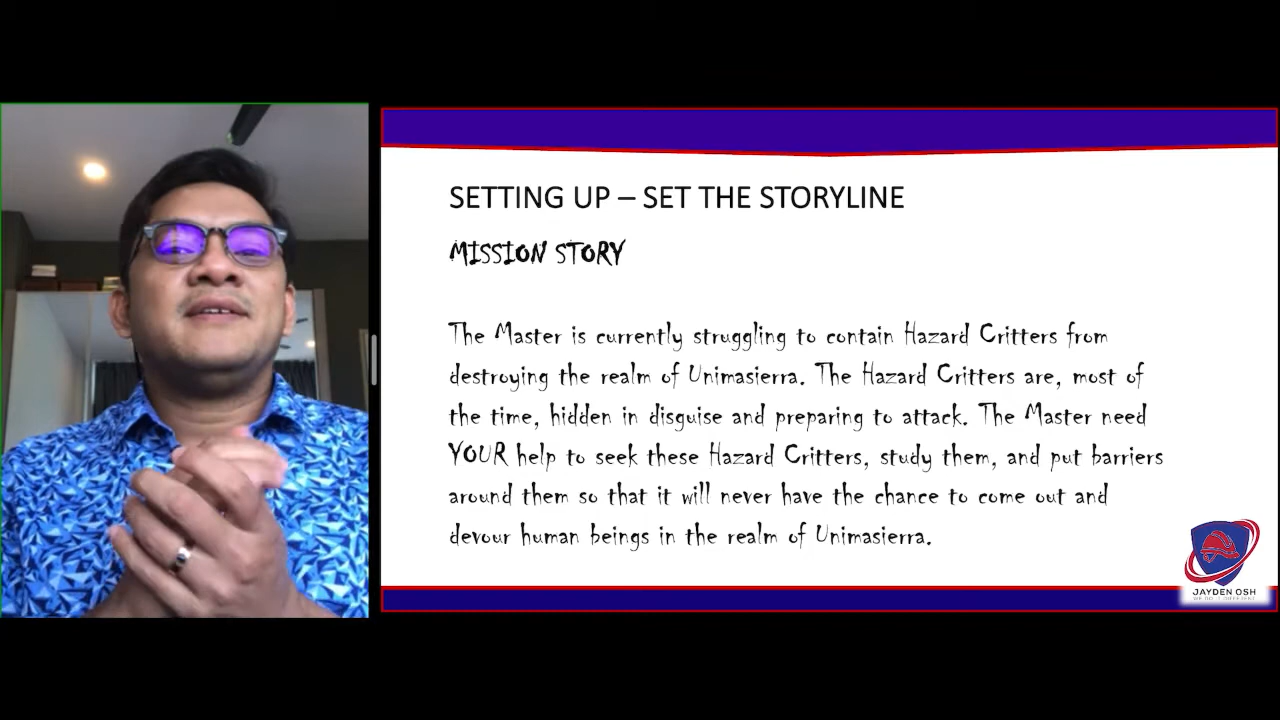 SETTING UP – SET THE STORYLINE
MISSION STORY
The Master is currently struggling to contain Hazard Critters from
destroying the realm of Unimasierra. The Hazard Critters are, most of
the time, hidden in disguise and preparing to attack. The Master need
YOUR help to seek these Hazard Critters, study them, and put barriers
around them so that it will never have the chance to come out and
devour human beings in the realm of Unimasierra.
JAYDEN OSH
WE DO IT DIFFERENT